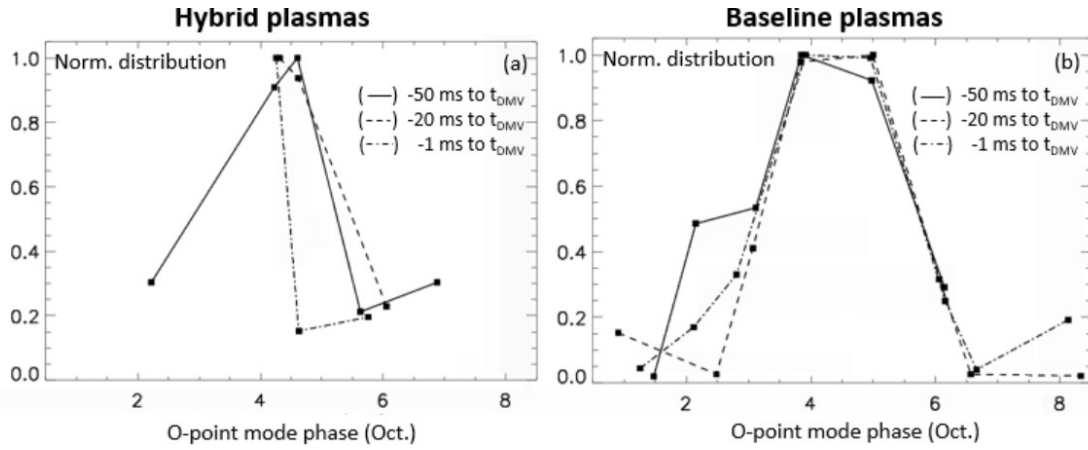 Hybrid plasmas
Norm. distribution (a)
(—) -50 ms to tDMV
(---) -20 ms to tDMV
(-·-) -1 ms to tDMV
1.0
0.8
0.6
0.4
0.2
0.0
2 4 6 8
O-point mode phase (Oct.)
Baseline plasmas
Norm. distribution (b)
(—) -50 ms to tDMV
(---) -20 ms to tDMV
(-·-) -1 ms to tDMV
1.0
0.8
0.6
0.4
0.2
0.0
2 4 6 8
O-point mode phase (Oct.)